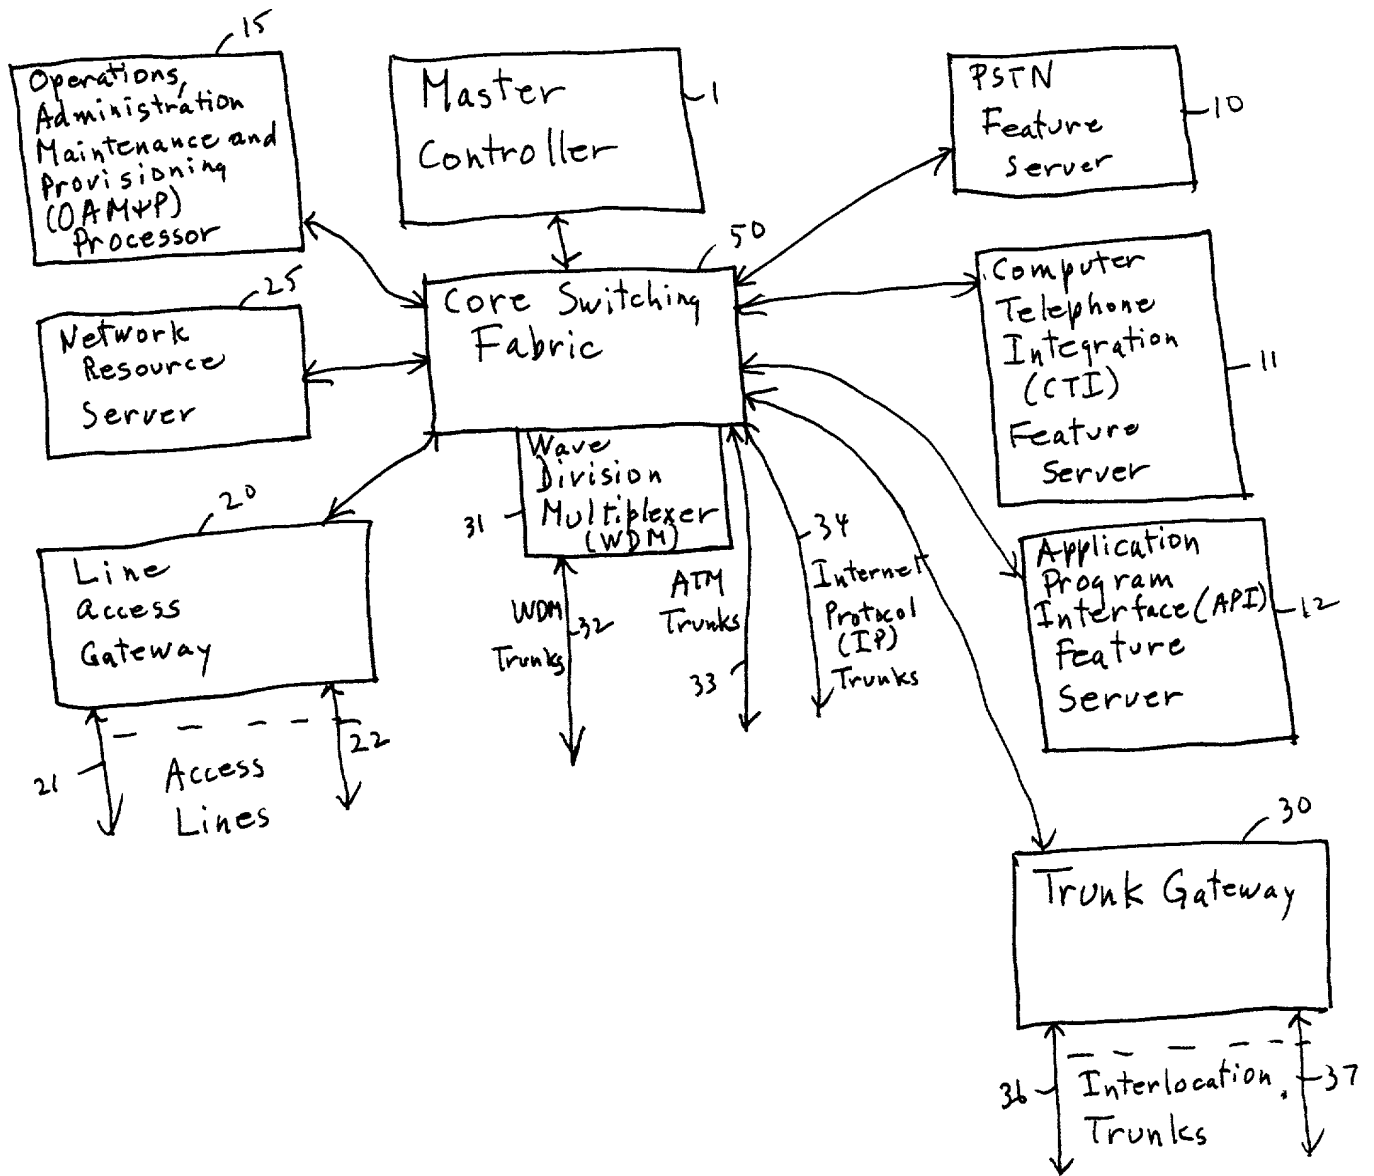 15
Operations,
Administration
Maintenance and
Provisioning
(OAM+P)
Processor
Master
Controller
1
PSTN
Feature
Server
10
25
Network
Resource
Server
50
Core Switching
Fabric
Computer
Telephone
Integration
(CTI)
Feature
Server
11
Wave
Division
Multiplexer
(WDM)
31
20
Line
Access
Gateway
21
22
Access
Lines
WDM
Trunks
32
ATM
Trunks
33
34
Internet
Protocol
(IP)
Trunks
Application
Program
Interface (API)
Feature
Server
12
30
Trunk Gateway
36
Interlocation
Trunks
37